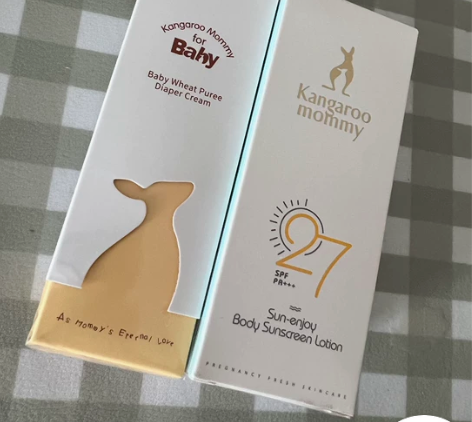 Kangaroo Mommy
for
Baby
Baby Wheat Puree
Diaper Cream
As Mommy's Eternal Love
Kangaroo
mommy
27
SPF
PA+++
Sun-enjoy
Body Sunscreen Lotion
PREGNANCY FRESH SKINCARE